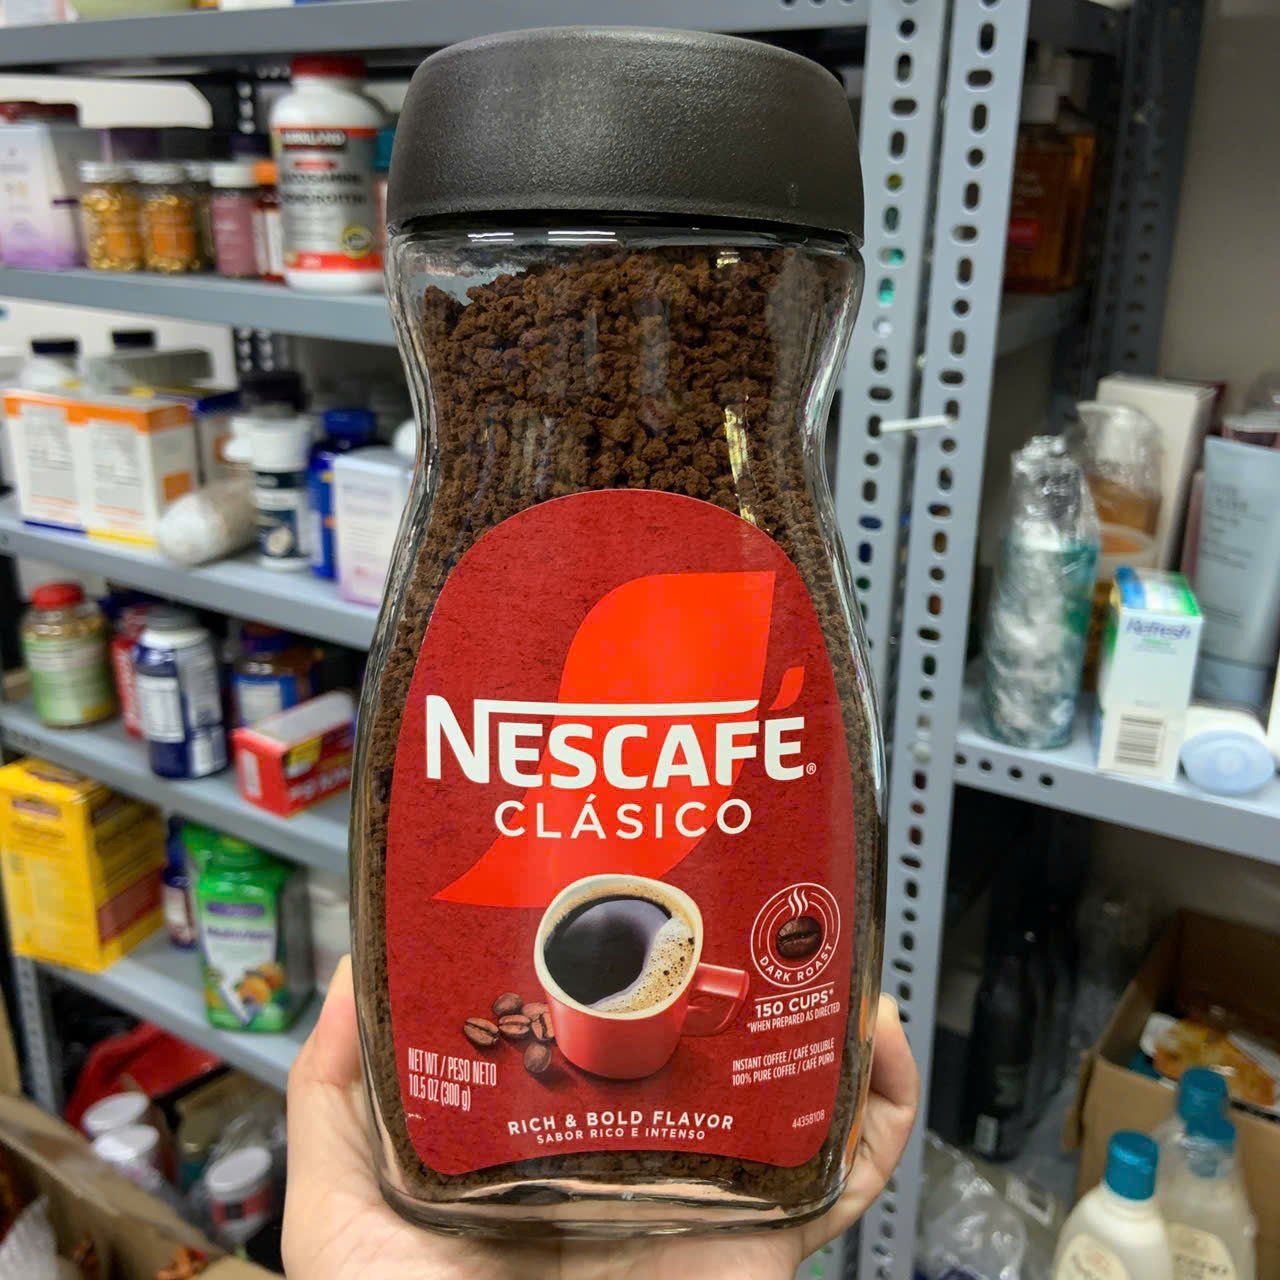 KIRKLAND
NESCAFÉ®
CLÁSICO
DARK ROAST
150 CUPS*
*WHEN PREPARED AS DIRECTED
NET WT / PESO NETO
10.5 OZ (300 g)
INSTANT COFFEE / CAFÉ SOLUBLE
100% PURE COFFEE / CAFÉ PURO
RICH & BOLD FLAVOR
SABOR RICO E INTENSO
44358108
Refresh